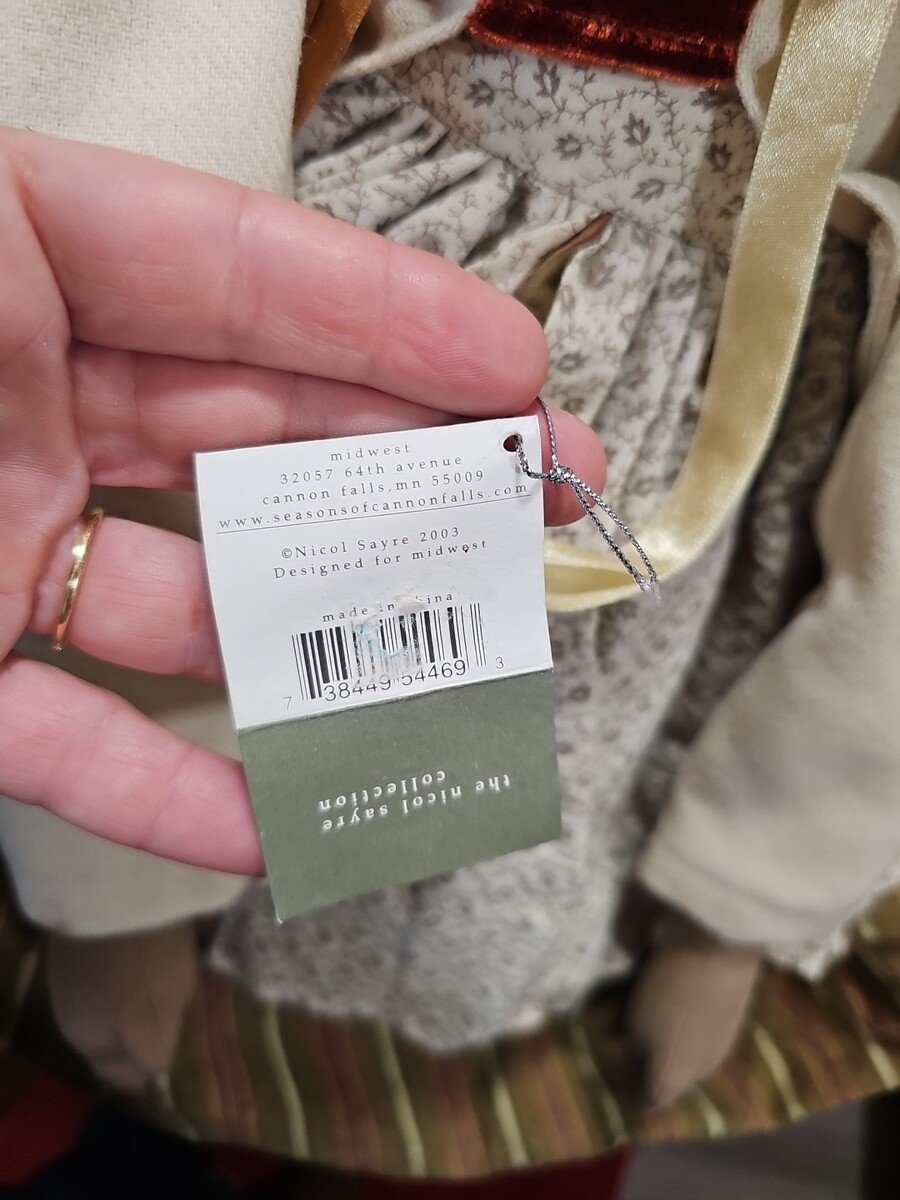 midwest
32057 64th avenue
cannon falls,mn 55009
www.seasonsofcannonfalls.com
©Nicol Sayre 2003
Designed for midwest
made in
7 38449 54469 3
the nicol sayre
collection